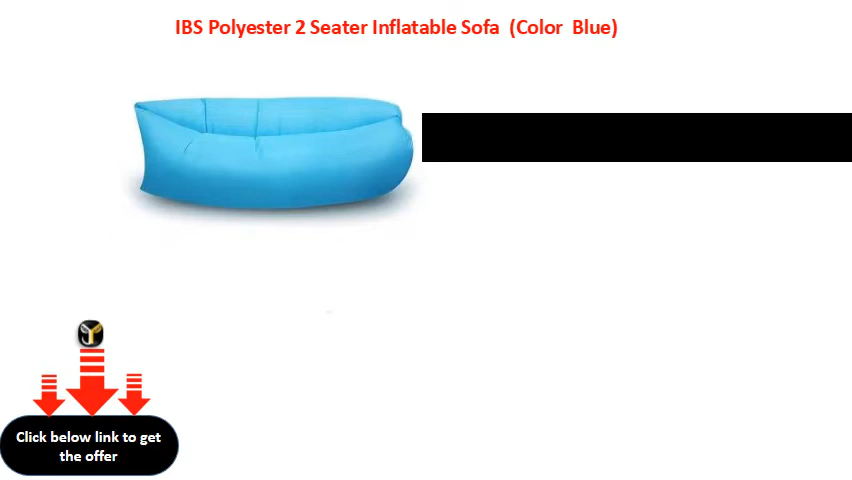 IBS Polyester 2 Seater Inflatable Sofa (Color Blue)
Click below link to get
the offer